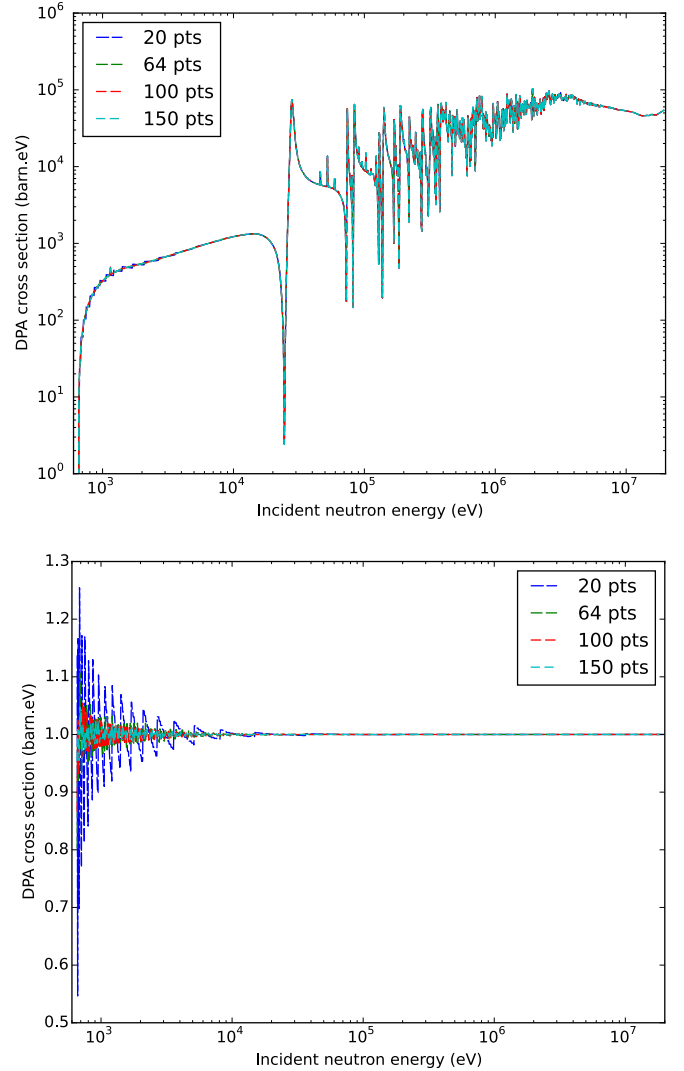 10^6
10^5
10^4
10^3
10^2
10^1
10^0
DPA cross section (barn.eV)
20 pts
64 pts
100 pts
150 pts
10^3 10^4 10^5 10^6 10^7
Incident neutron energy (eV)
1.3
1.2
1.1
1.0
0.9
0.8
0.7
0.6
0.5
DPA cross section (barn.eV)
20 pts
64 pts
100 pts
150 pts
10^3 10^4 10^5 10^6 10^7
Incident neutron energy (eV)